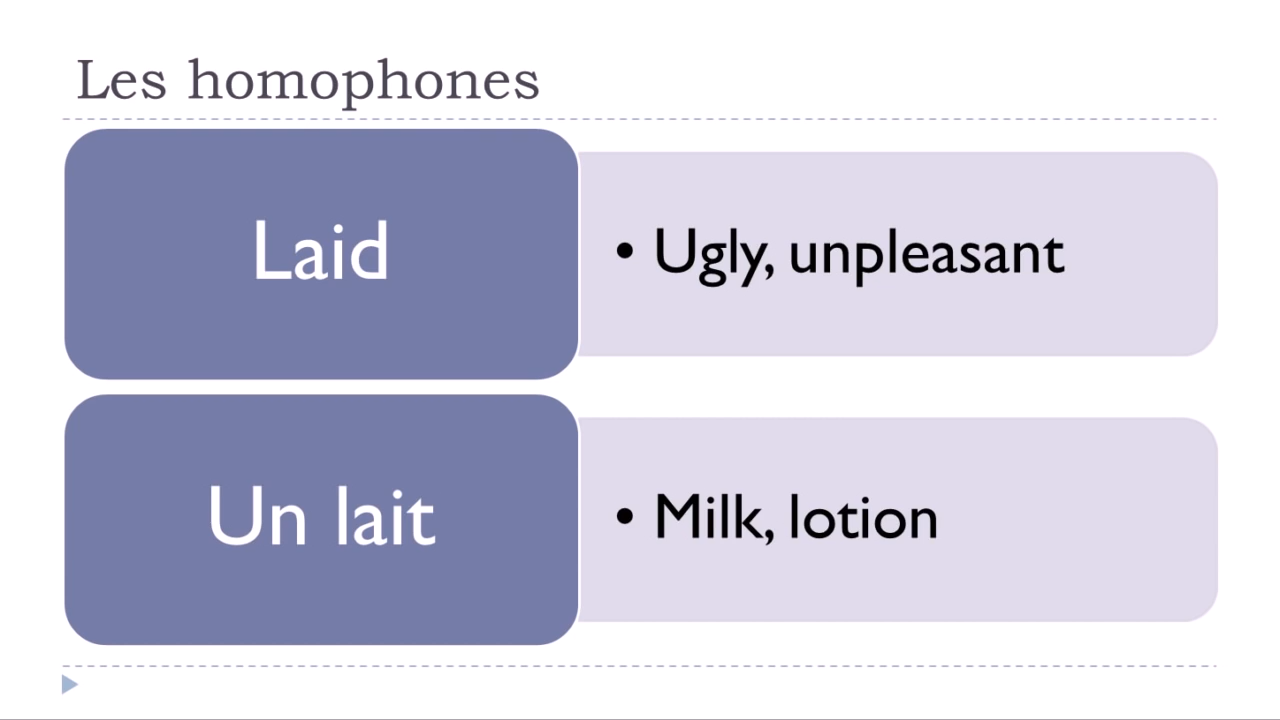 Les homophones
Laid
• Ugly, unpleasant
Un lait
• Milk, lotion